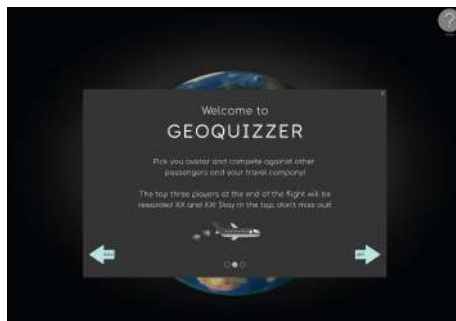 ?
Welcome to
GEOQUIZZER
Pick you avatar and compete against other
passengers and your travel company!
The top three players at the end of the flight will be
rewarded XX and XX! Stay in the top, don't miss out!